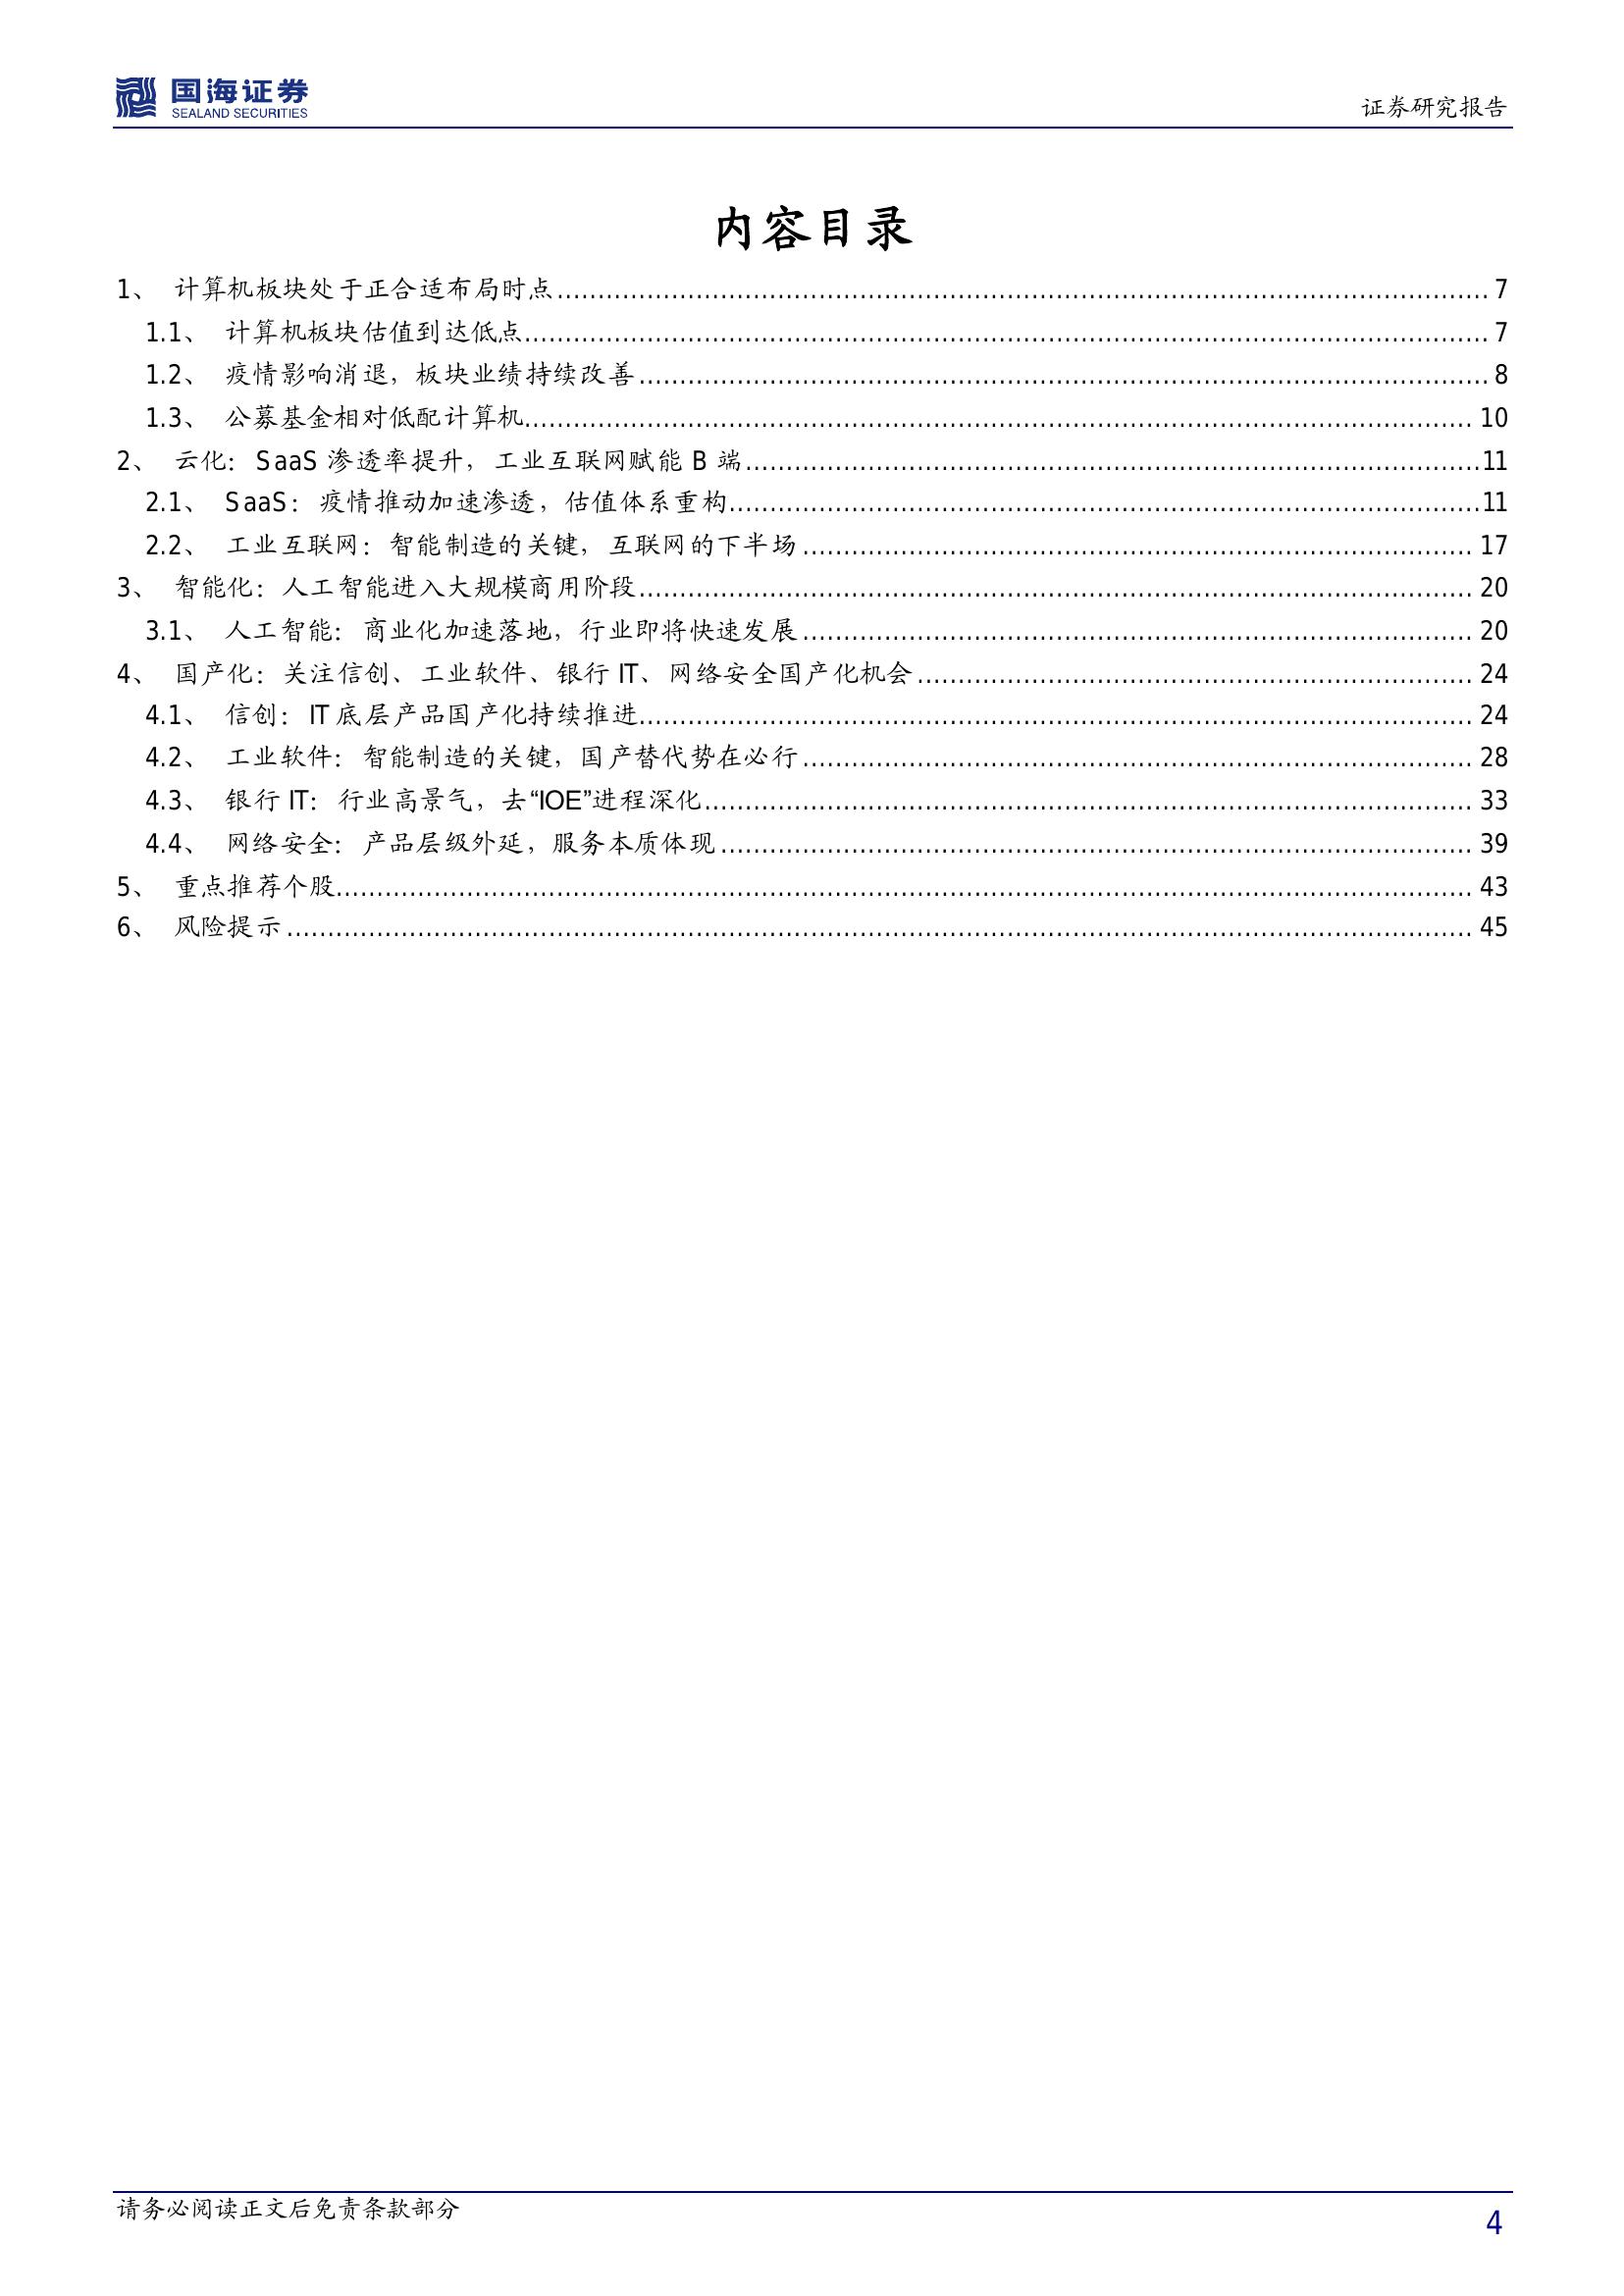 国海证券
SEALAND SECURITIES
证券研究报告
内容目录
1、 计算机板块处于正合适布局时点 7
1.1、 计算机板块估值到达低点 7
1.2、 疫情影响消退，板块业绩持续改善 8
1.3、 公募基金相对低配计算机 10
2、 云化：SaaS 渗透率提升，工业互联网赋能 B 端 11
2.1、 SaaS：疫情推动加速渗透，估值体系重构 11
2.2、 工业互联网：智能制造的关键，互联网的下半场 17
3、 智能化：人工智能进入大规模商用阶段 20
3.1、 人工智能：商业化加速落地，行业即将快速发展 20
4、 国产化：关注信创、工业软件、银行 IT、网络安全国产化机会 24
4.1、 信创：IT 底层产品国产化持续推进 24
4.2、 工业软件：智能制造的关键，国产替代势在必行 28
4.3、 银行 IT：行业高景气，去“IOE”进程深化 33
4.4、 网络安全：产品层级外延，服务本质体现 39
5、 重点推荐个股 43
6、 风险提示 45
请务必阅读正文后免责条款部分
4